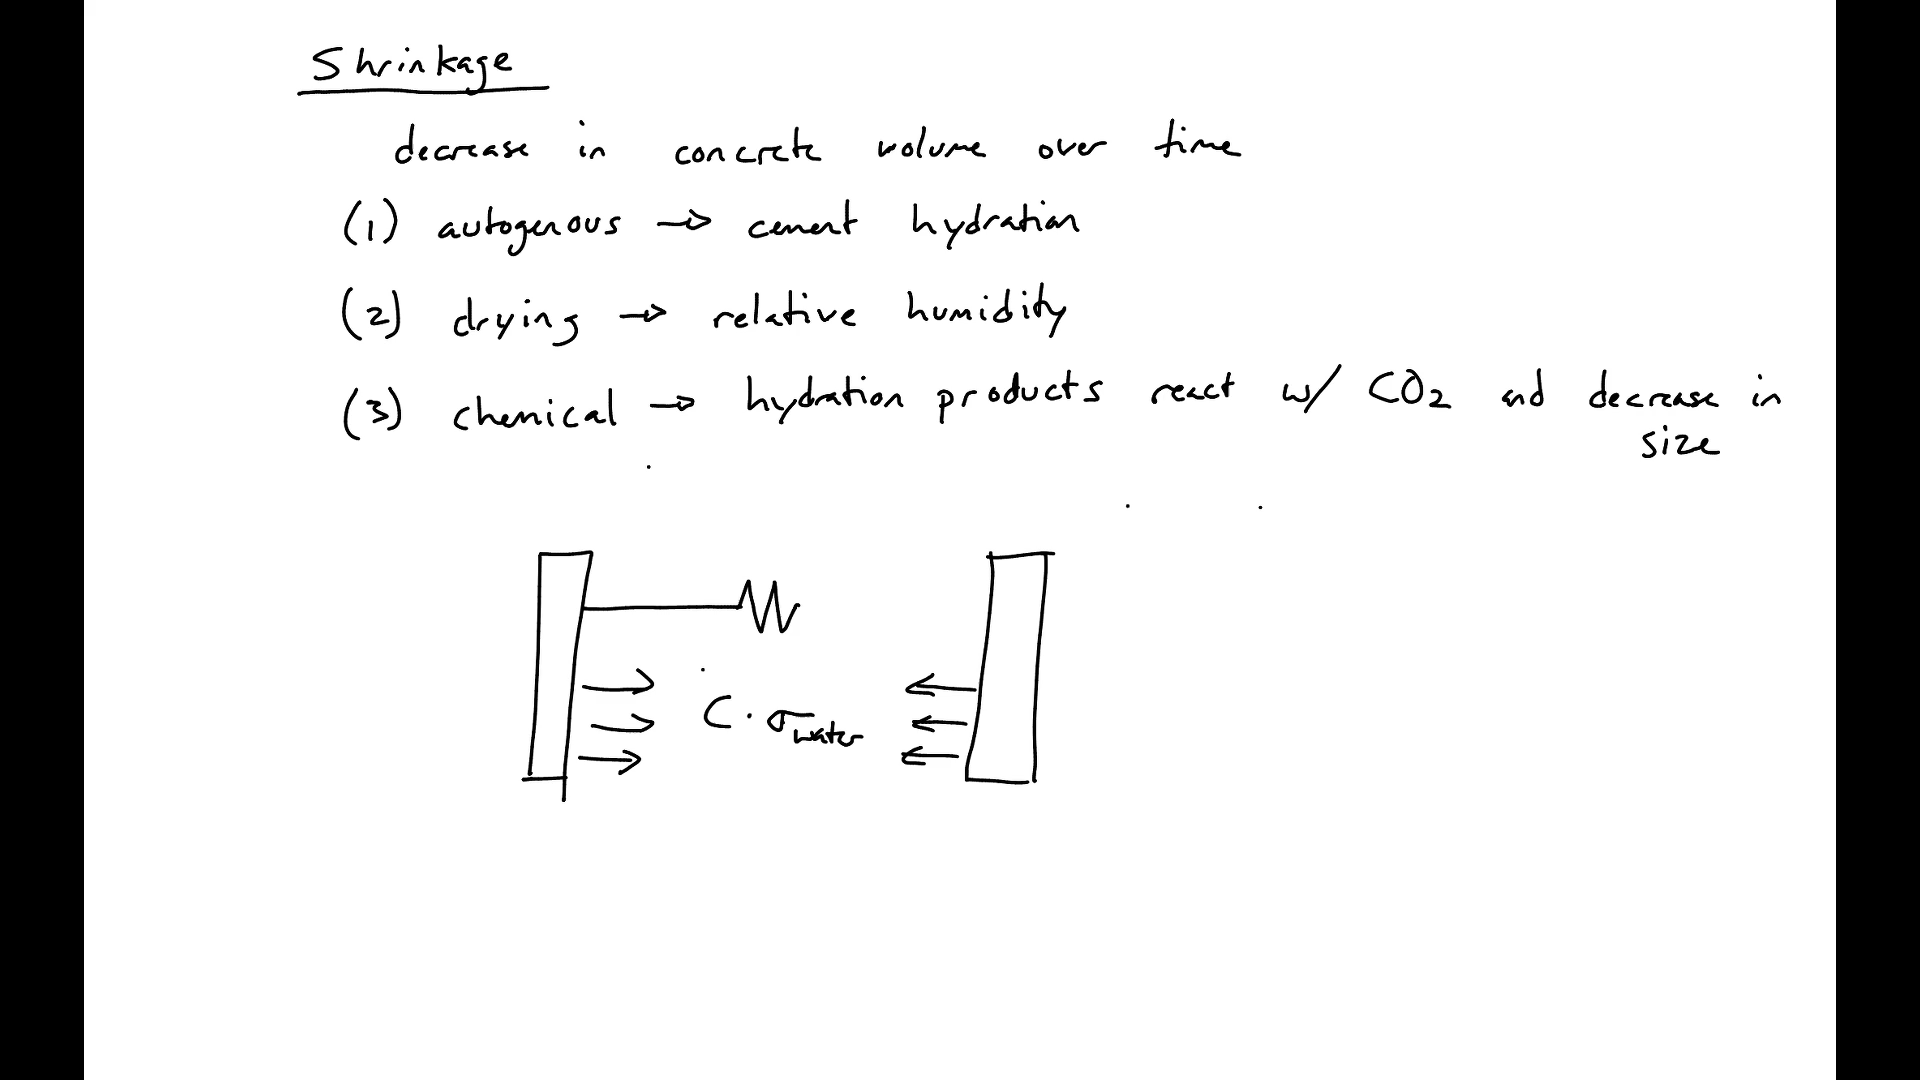 Shrinkage
decrease in concrete volume over time
(1) autogenous → cement hydration
(2) drying → relative humidity
(3) chemical → hydration products react w/ CO₂ and decrease in
size
C · σwater